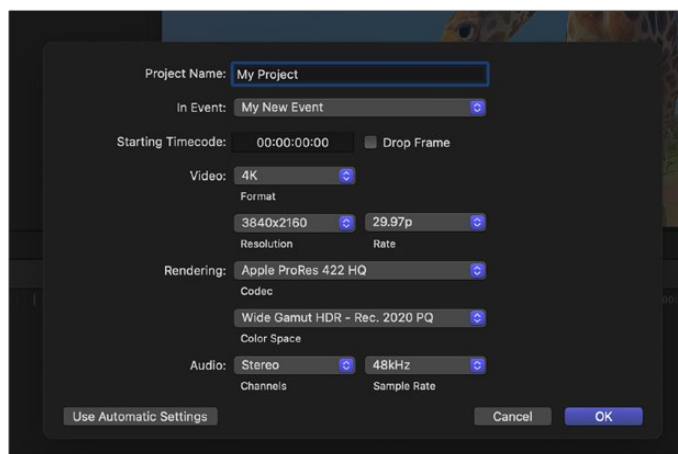 Project Name: My Project
In Event: My New Event
Starting Timecode: 00:00:00:00 Drop Frame
Video: 4K
Format
3840x2160 29.97p
Resolution Rate
Rendering: Apple ProRes 422 HQ
Codec
Wide Gamut HDR - Rec. 2020 PQ
Color Space
Audio: Stereo 48kHz
Channels Sample Rate
Use Automatic Settings Cancel OK